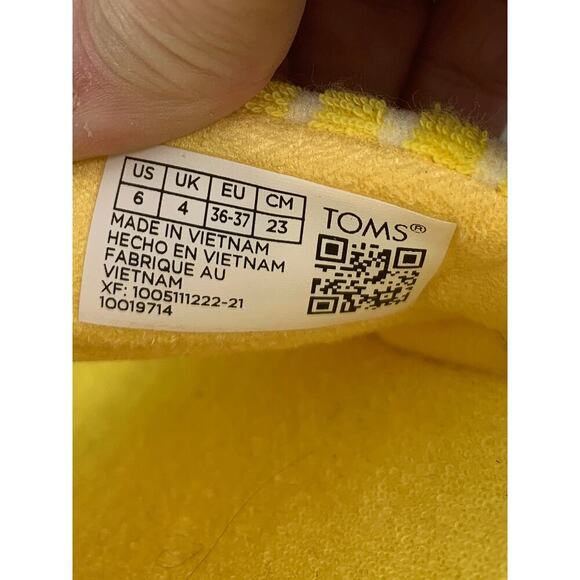 US UK EU CM
6 4 36-37 23
TOMS®
MADE IN VIETNAM
HECHO EN VIETNAM
FABRIQUE AU
VIETNAM
XF: 1005111222-21
10019714